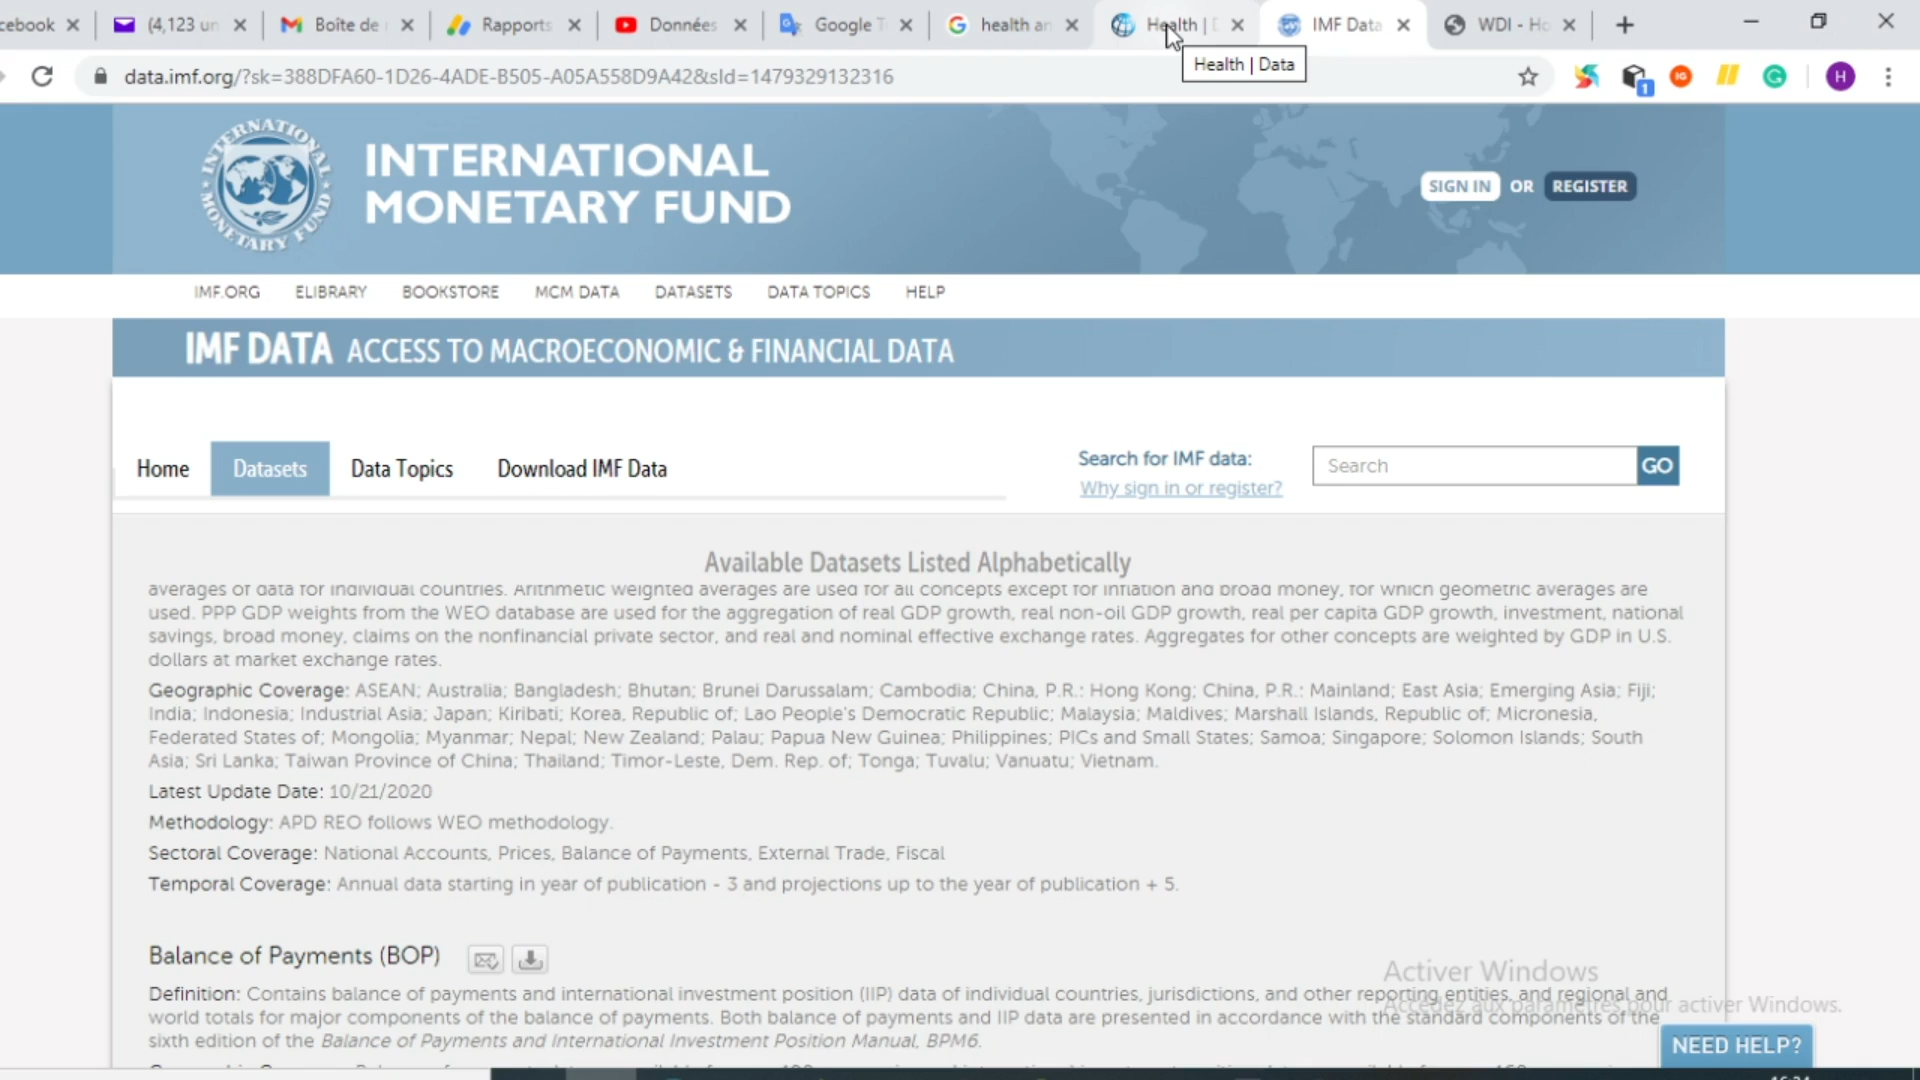 cebook
(4,123 un
Boîte de
Rapports
Données
Google T
health an
Health | D
IMF Data
WDI - Ho
Health | Data
data.imf.org/?sk=388DFA60-1D26-4ADE-B505-A05A558D9A42&sId=1479329132316
1
H
INTERNATIONAL
MONETARY FUND
INTERNATIONAL MONETARY FUND
SIGN IN OR REGISTER
IMF.ORG ELIBRARY BOOKSTORE MCM DATA DATASETS DATA TOPICS HELP
IMF DATA ACCESS TO MACROECONOMIC & FINANCIAL DATA
Home Datasets Data Topics Download IMF Data
Search for IMF data:
Why sign in or register?
Search GO
Available Datasets Listed Alphabetically
averages of data for individual countries. Arithmetic weighted averages are used for all concepts except for inflation and broad money, for which geometric averages are
used. PPP GDP weights from the WEO database are used for the aggregation of real GDP growth, real non-oil GDP growth, real per capita GDP growth, investment, national
savings, broad money, claims on the nonfinancial private sector, and real and nominal effective exchange rates. Aggregates for other concepts are weighted by GDP in U.S.
dollars at market exchange rates.
Geographic Coverage: ASEAN; Australia; Bangladesh; Bhutan; Brunei Darussalam; Cambodia; China, P.R.: Hong Kong; China, P.R.: Mainland; East Asia; Emerging Asia; Fiji;
India; Indonesia; Industrial Asia; Japan; Kiribati; Korea, Republic of; Lao People's Democratic Republic; Malaysia; Maldives; Marshall Islands, Republic of; Micronesia,
Federated States of; Mongolia; Myanmar; Nepal; New Zealand; Palau; Papua New Guinea; Philippines; PICs and Small States; Samoa; Singapore; Solomon Islands; South
Asia; Sri Lanka; Taiwan Province of China; Thailand; Timor-Leste, Dem. Rep. of; Tonga; Tuvalu; Vanuatu; Vietnam.
Latest Update Date: 10/21/2020
Methodology: APD REO follows WEO methodology.
Sectoral Coverage: National Accounts, Prices, Balance of Payments, External Trade, Fiscal
Temporal Coverage: Annual data starting in year of publication - 3 and projections up to the year of publication + 5.
Balance of Payments (BOP)
Definition: Contains balance of payments and international investment position (IIP) data of individual countries, jurisdictions, and other reporting entities, and regional and
world totals for major components of the balance of payments. Both balance of payments and IIP data are presented in accordance with the standard components of the
sixth edition of the Balance of Payments and International Investment Position Manual, BPM6.
Activer Windows
Accédez aux paramètres pour activer Windows.
NEED HELP?